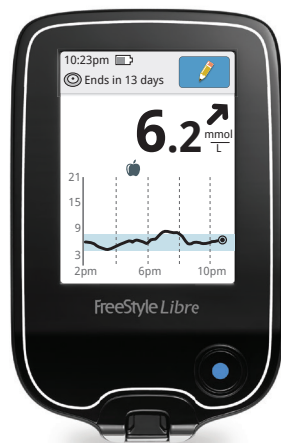 10:23pm
Ends in 13 days
6.2 mmol
L
21
15
9
3
2pm 6pm 10pm
FreeStyle Libre